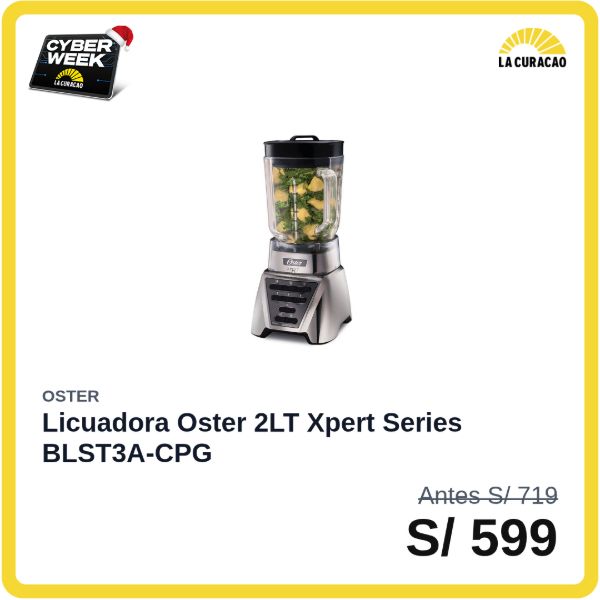 CYBER
WEEK
LA CURACAO
LA CURACAO
Oster
OSTER
Licuadora Oster 2LT Xpert Series
BLST3A-CPG
Antes S/ 719
S/ 599